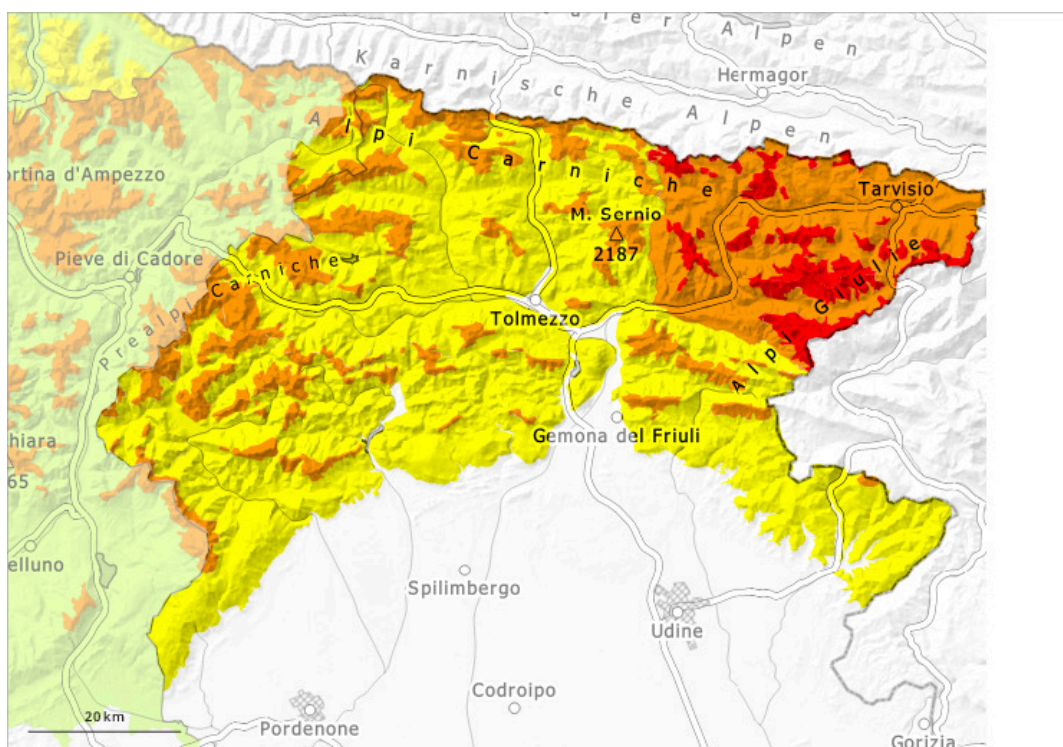 Alpen
Karnische Alpen
Hermagor
Alpi Carniche
ortina d'Ampezzo
Tarvisio
M. Sernio
2187
Pieve di Cadore
Prealpi Carniche
Alpi Giulie
Tolmezzo
Gemona del Friuli
hiara
65
elluno
Spilimbergo
Udine
Codroipo
20 km
Pordenone
Gorizia